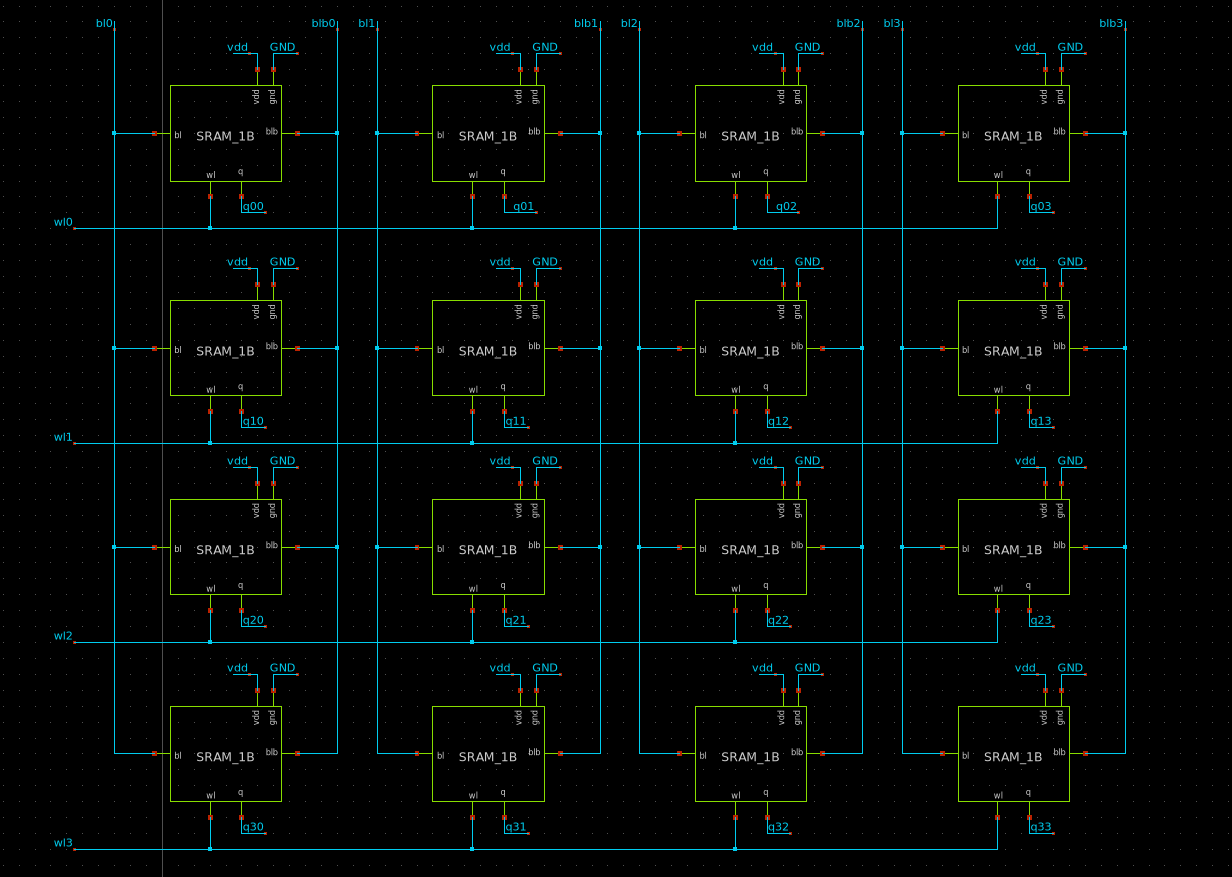 bl0 blb0 bl1 blb1 bl2 blb2 bl3 blb3
vdd GND vdd GND vdd GND vdd GND
vdd gnd vdd gnd vdd gnd vdd gnd
bl SRAM_1B blb bl SRAM_1B blb bl SRAM_1B blb bl SRAM_1B blb
wl q wl q wl q wl q
q00 q01 q02 q03
wl0
vdd GND vdd GND vdd GND vdd GND
vdd gnd vdd gnd vdd gnd vdd gnd
bl SRAM_1B blb bl SRAM_1B blb bl SRAM_1B blb bl SRAM_1B blb
wl q wl q wl q wl q
q10 q11 q12 q13
wl1
vdd GND vdd GND vdd GND vdd GND
vdd gnd vdd gnd vdd gnd vdd gnd
bl SRAM_1B blb bl SRAM_1B blb bl SRAM_1B blb bl SRAM_1B blb
wl q wl q wl q wl q
q20 q21 q22 q23
wl2
vdd GND vdd GND vdd GND vdd GND
vdd gnd vdd gnd vdd gnd vdd gnd
bl SRAM_1B blb bl SRAM_1B blb bl SRAM_1B blb bl SRAM_1B blb
wl q wl q wl q wl q
q30 q31 q32 q33
wl3